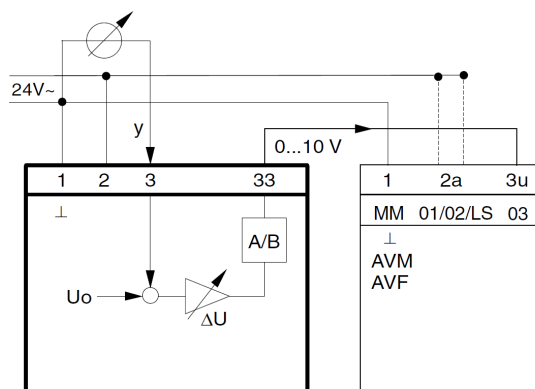 24V~
y
0...10 V
1 2 3 33
⊥
A/B
Uo
ΔU
1 2a 3u
MM 01/02/LS 03
⊥
AVM
AVF